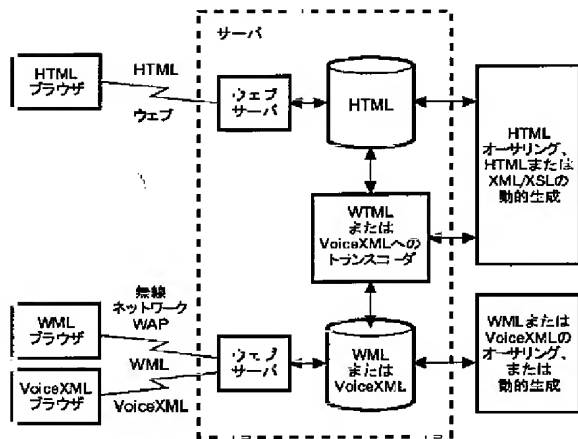 サーバ
HTML
ブラウザ
HTML
ウェブ
ウェブ
サーバ
HTML
HTML
オーサリング、
HTMLまたは
XML/XSLの
動的生成
WTML
または
VoiceXMLへの
トランスコーダ
無線
ネットワーク
WAP
WML
ブラウザ
WML
VoiceXML
ブラウザ
VoiceXML
ウェブ
サーバ
WML
または
VoiceXML
WMLまたは
VoiceXMLの
オーサリング、
または
動的生成